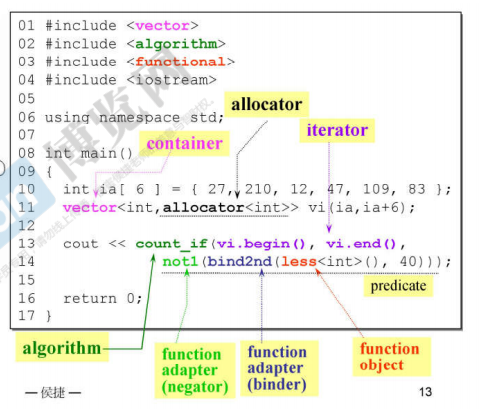 01 #include <vector>
02 #include <algorithm>
03 #include <functional>
04 #include <iostream>
05
allocator
06 using namespace std;
iterator
07
container
08 int main()
09 {
10 int ia[ 6 ] = { 27, 210, 12, 47, 109, 83 };
11 vector<int,allocator<int>> vi(ia,ia+6);
12
13 cout << count_if(vi.begin(), vi.end(),
14 not1(bind2nd(less<int>(), 40)));
15
predicate
16 return 0;
17 }
algorithm
function
adapter
(negator)
function
adapter
(binder)
function
object
— 侯捷 —
13
博览网